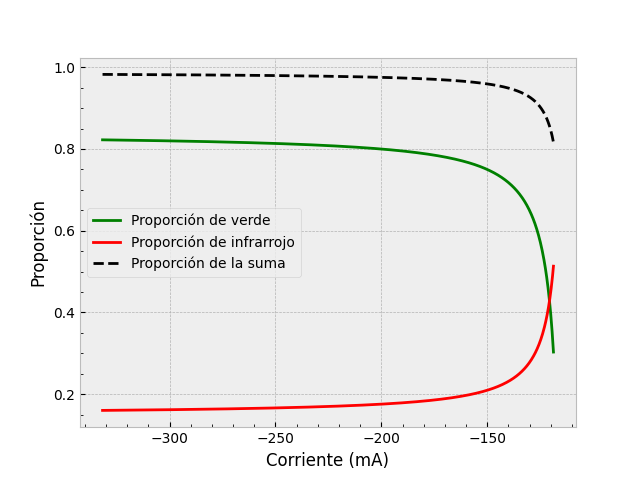 1.0
0.8
0.6
0.4
0.2
Proporción
Proporción de verde
Proporción de infrarrojo
Proporción de la suma
−300
−250
−200
−150
Corriente (mA)